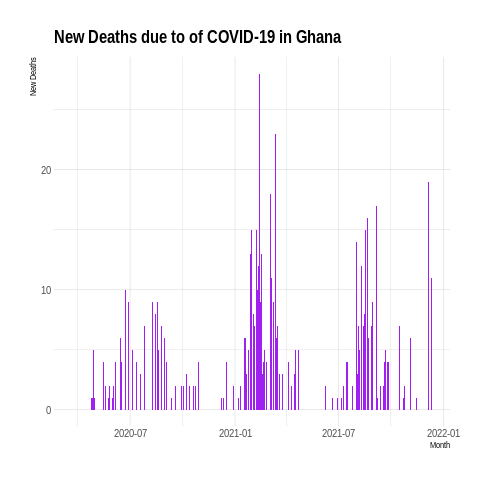 New Deaths due to of COVID-19 in Ghana
New Deaths
20
10
0
2020-07 2021-01 2021-07 2022-01
Month